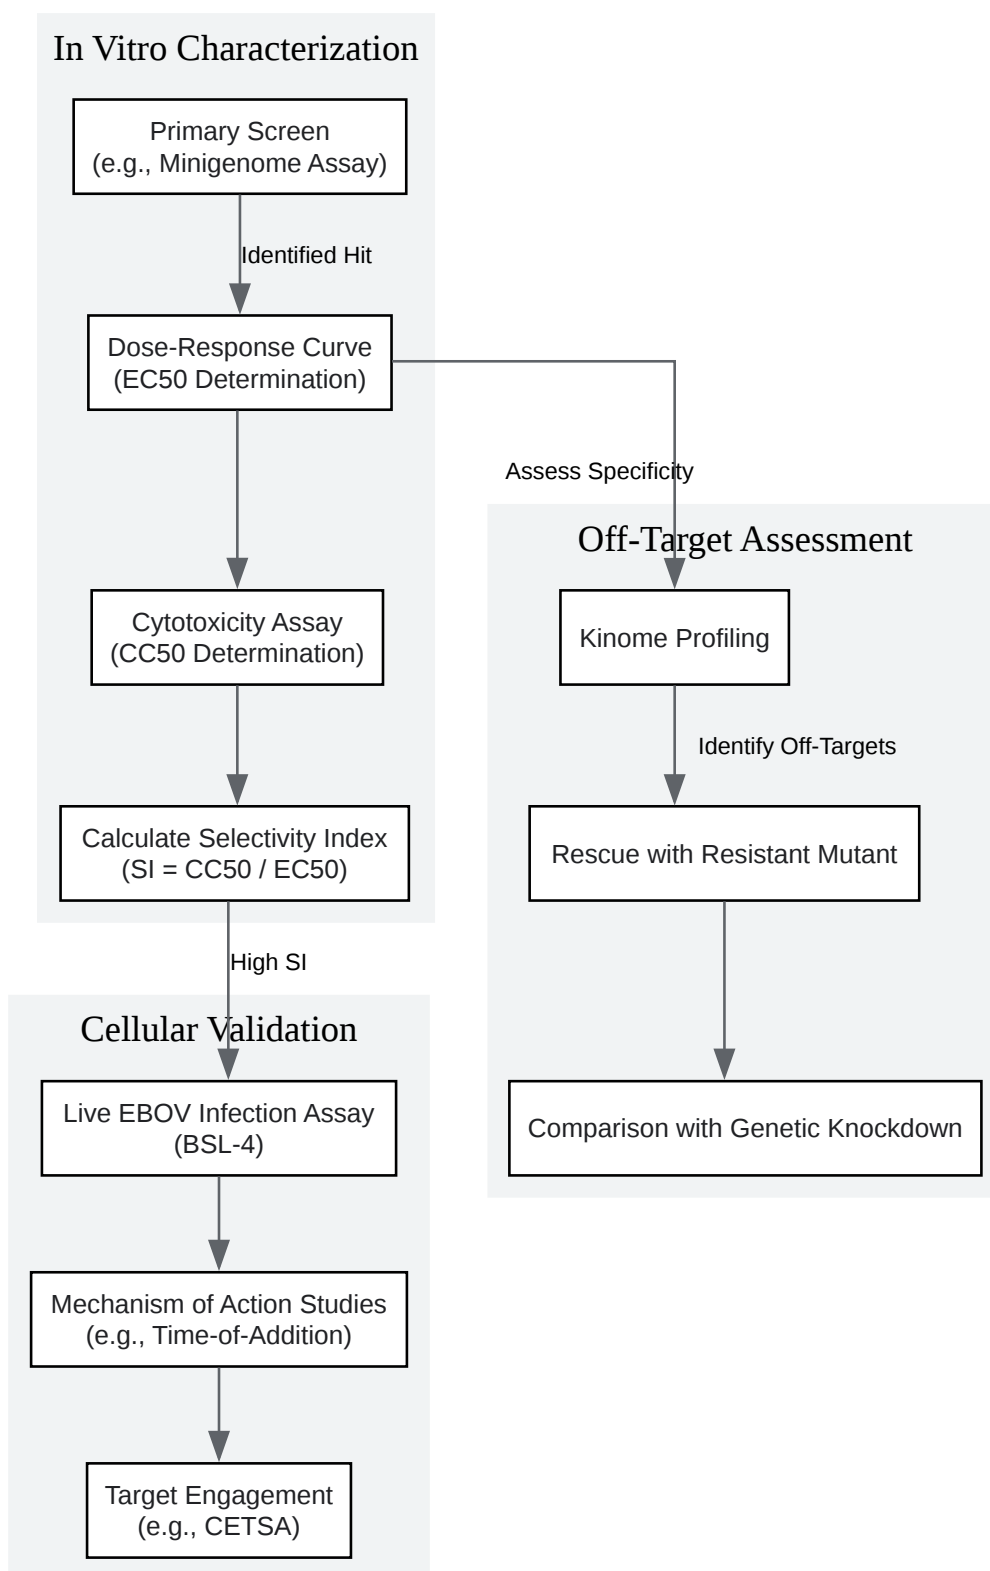 In Vitro Characterization
Primary Screen
(e.g., Minigenome Assay)
Identified Hit
Dose-Response Curve
(EC50 Determination)
Assess Specificity
Off-Target Assessment
Cytotoxicity Assay
(CC50 Determination)
Kinome Profiling
Identify Off-Targets
Calculate Selectivity Index
(SI = CC50 / EC50)
Rescue with Resistant Mutant
High SI
Cellular Validation
Live EBOV Infection Assay
(BSL-4)
Comparison with Genetic Knockdown
Mechanism of Action Studies
(e.g., Time-of-Addition)
Target Engagement
(e.g., CETSA)